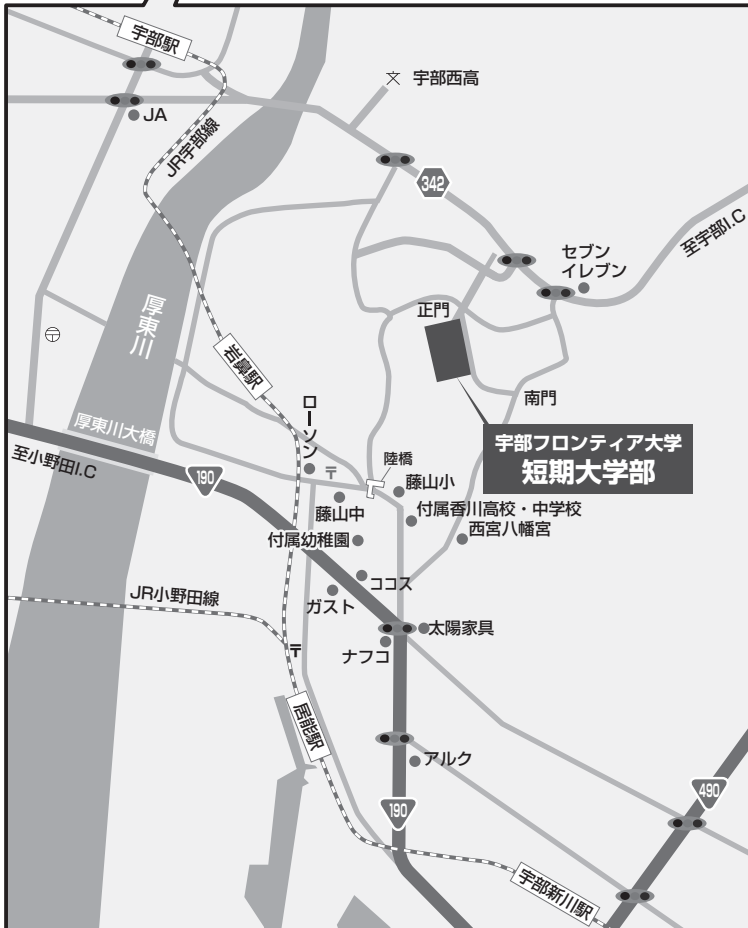 宇部駅
宇部西高
JA
JR宇部線
342
至宇部I.C
セブン
イレブン
厚東川
正門
岩鼻駅
南門
ローソン
厚東川大橋
宇部フロンティア大学
短期大学部
至小野田I.C
190
〒
陸橋
藤山小
藤山中
付属香川高校・中学校
西宮八幡宮
付属幼稚園
ココス
ガスト
JR小野田線
太陽家具
ナフコ
〒
居能駅
アルク
190
490
宇部新川駅